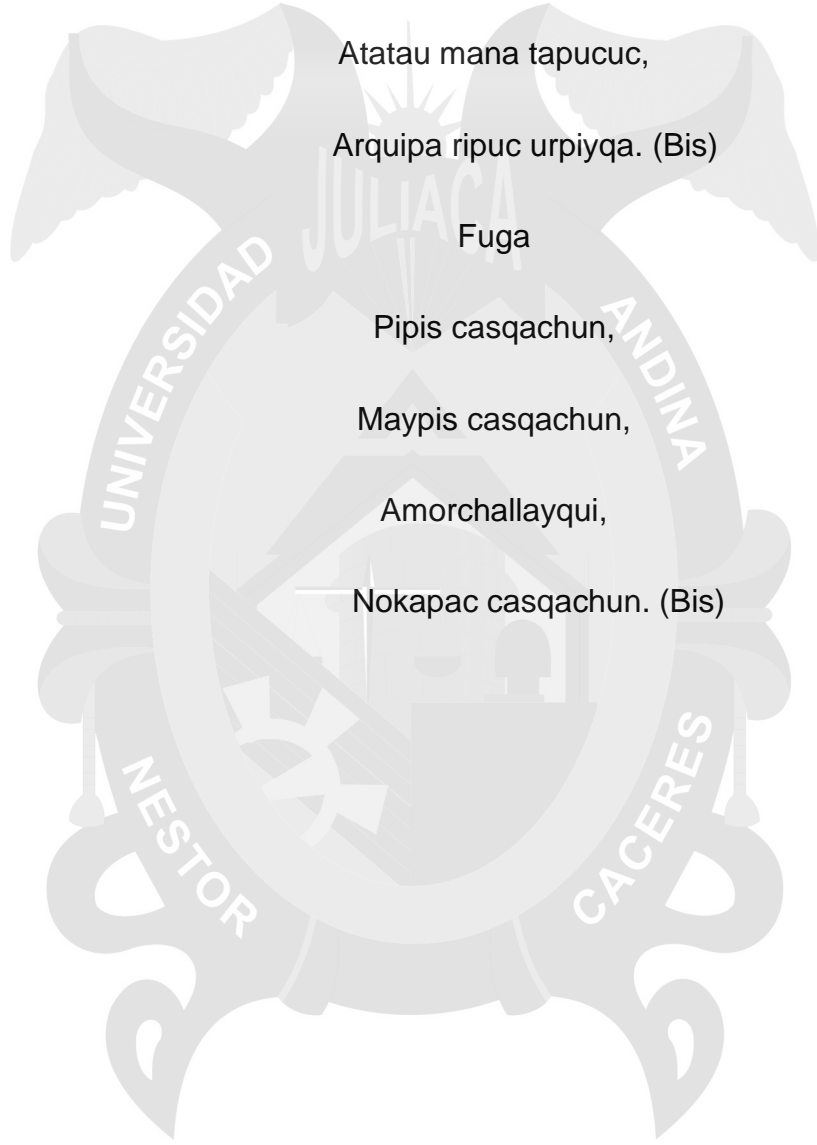 Atatau mana tapucuc,
Arquipa ripuc urpiyqa. (Bis)
Fuga
Pipis casqachun,
Maypis casqachun,
Amorchallayqui,
Nokapac casqachun. (Bis)
JULIACA
UNIVERSIDAD
ANDINA
NESTOR
CACERES